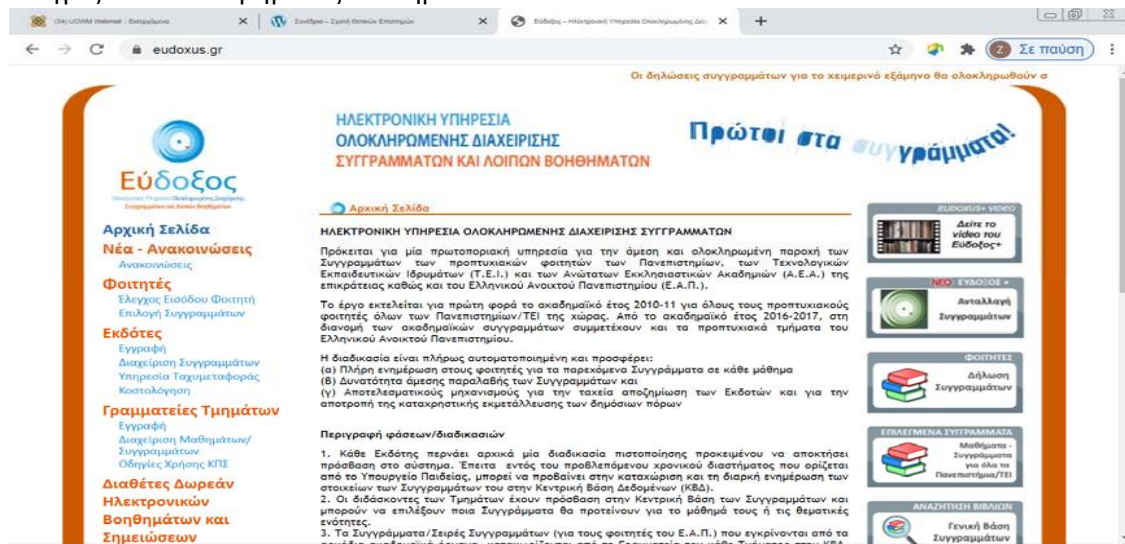 (34) UOWM Webmail :: Εισερχόμενα
Συνέδριο – Σχολή Θετικών Επιστημών
Εύδοξος – Ηλεκτρονική Υπηρεσία Ολοκληρωμένης Δια
eudoxus.gr
Z Σε παύση
Οι δηλώσεις συγγραμμάτων για το χειμερινό εξάμηνο θα ολοκληρωθούν σ
Εύδοξος
Ηλεκτρονική Υπηρεσία Ολοκληρωμένης Διαχείρισης
Συγγραμμάτων και Λοιπών Βοηθημάτων
ΗΛΕΚΤΡΟΝΙΚΗ ΥΠΗΡΕΣΙΑ
ΟΛΟΚΛΗΡΩΜΕΝΗΣ ΔΙΑΧΕΙΡΙΣΗΣ
ΣΥΓΓΡΑΜΜΑΤΩΝ ΚΑΙ ΛΟΙΠΩΝ ΒΟΗΘΗΜΑΤΩΝ
Πρώτοι στα συγγράμματα!
Αρχική Σελίδα
Νέα - Ανακοινώσεις
Ανακοινώσεις
Φοιτητές
Έλεγχος Εισόδου Φοιτητή
Επιλογή Συγγραμμάτων
Εκδότες
Εγγραφή
Διαχείριση Συγγραμμάτων
Υπηρεσία Ταχυμεταφοράς
Κοστολόγηση
Γραμματείες Τμημάτων
Εγγραφή
Διαχείριση Μαθημάτων/
Συγγραμμάτων
Οδηγίες Χρήσης ΚΠΣ
Διαθέτες Δωρεάν
Ηλεκτρονικών
Βοηθημάτων και
Σημειώσεων
Αρχική Σελίδα
ΗΛΕΚΤΡΟΝΙΚΗ ΥΠΗΡΕΣΙΑ ΟΛΟΚΛΗΡΩΜΕΝΗΣ ΔΙΑΧΕΙΡΙΣΗΣ ΣΥΓΓΡΑΜΜΑΤΩΝ
Πρόκειται για μία πρωτοποριακή υπηρεσία για την άμεση και ολοκληρωμένη παροχή των
Συγγραμμάτων των προπτυχιακών φοιτητών των Πανεπιστημίων, των Τεχνολογικών
Εκπαιδευτικών Ιδρυμάτων (Τ.Ε.Ι.) και των Ανώτατων Εκκλησιαστικών Ακαδημιών (Α.Ε.Α.) της
επικράτειας καθώς και του Ελληνικού Ανοιχτού Πανεπιστημίου (Ε.Α.Π.).
Το έργο εκτελείται για πρώτη φορά το ακαδημαϊκό έτος 2010-11 για όλους τους προπτυχιακούς
φοιτητές όλων των Πανεπιστημίων/ΤΕΙ της χώρας. Από το ακαδημαϊκό έτος 2016-2017, στη
διανομή των ακαδημαϊκών συγγραμμάτων συμμετέχουν και τα προπτυχιακά τμήματα του
Ελληνικού Ανοικτού Πανεπιστημίου.
Η διαδικασία είναι πλήρως αυτοματοποιημένη και προσφέρει:
(α) Πλήρη ενημέρωση στους φοιτητές για τα παρεχόμενα Συγγράμματα σε κάθε μάθημα
(β) Δυνατότητα άμεσης παραλαβής των Συγγραμμάτων και
(γ) Αποτελεσματικούς μηχανισμούς για την ταχεία αποζημίωση των Εκδοτών και για την
αποτροπή της καταχρηστικής εκμετάλλευσης των δημόσιων πόρων
Περιγραφή φάσεων/διαδικασιών
1. Κάθε Εκδότης περνάει αρχικά μία διαδικασία πιστοποίησης προκειμένου να αποκτήσει
πρόσβαση στο σύστημα. Έπειτα εντός του προβλεπόμενου χρονικού διαστήματος που ορίζεται
από το Υπουργείο Παιδείας, μπορεί να προβαίνει στην καταχώριση και τη διαρκή ενημέρωση των
στοιχείων των Συγγραμμάτων του στην Κεντρική Βάση Δεδομένων (ΚΒΔ).
2. Οι διδάσκοντες των Τμημάτων έχουν πρόσβαση στην Κεντρική Βάση των Συγγραμμάτων και
μπορούν να επιλέξουν ποια Συγγράμματα θα προτείνουν για το μάθημά τους ή τις θεματικές
ενότητες.
3. Τα Συγγράμματα/Σειρές Συγγραμμάτων (για τους φοιτητές του Ε.Α.Π.) που εγκρίνονται από τα
EUDOXUS+ VIDEO
Δείτε το
video του
Εύδοξος+
NEO: ΕΥΔΟΞΟΣ +
Ανταλλαγή
Συγγραμμάτων
ΦΟΙΤΗΤΕΣ
Δήλωση
Συγγραμμάτων
ΕΠΙΛΕΓΜΕΝΑ ΣΥΓΓΡΑΜΜΑΤΑ
Μαθήματα -
Συγγράμματα
για όλα τα
Πανεπιστήμια/ΤΕΙ
ΑΝΑΖΗΤΗΣΗ ΒΙΒΛΙΩΝ
Γενική Βάση
Συγγραμμάτων